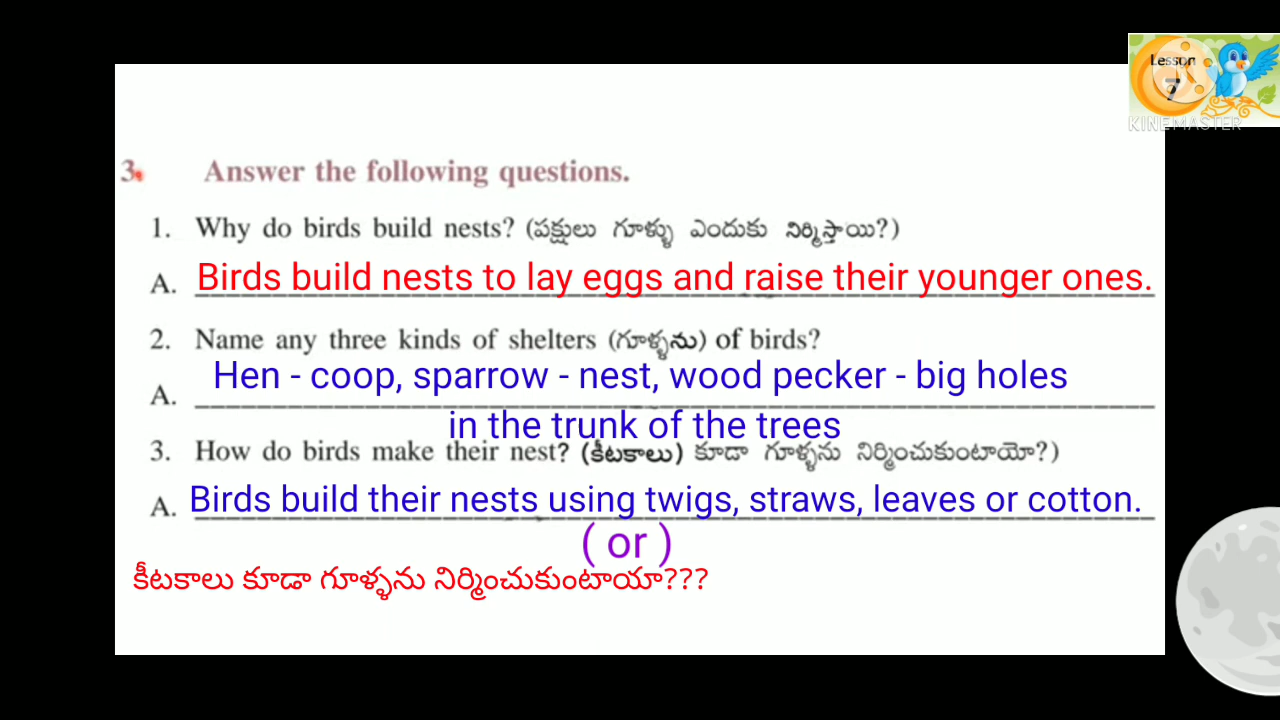 Lesson
7
KINEMASTER
3. Answer the following questions.
1. Why do birds build nests? (పక్షులు గూళ్ళు ఎందుకు నిర్మిస్తాయి?)
A. Birds build nests to lay eggs and raise their younger ones.
2. Name any three kinds of shelters (గూళ్ళను) of birds?
A. Hen - coop, sparrow - nest, wood pecker - big holes
in the trunk of the trees
3. How do birds make their nest? (కీటకాలు) కూడా గూళ్ళను నిర్మించుకుంటాయో?)
A. Birds build their nests using twigs, straws, leaves or cotton.
( or )
కీటకాలు కూడా గూళ్ళను నిర్మించుకుంటాయా???